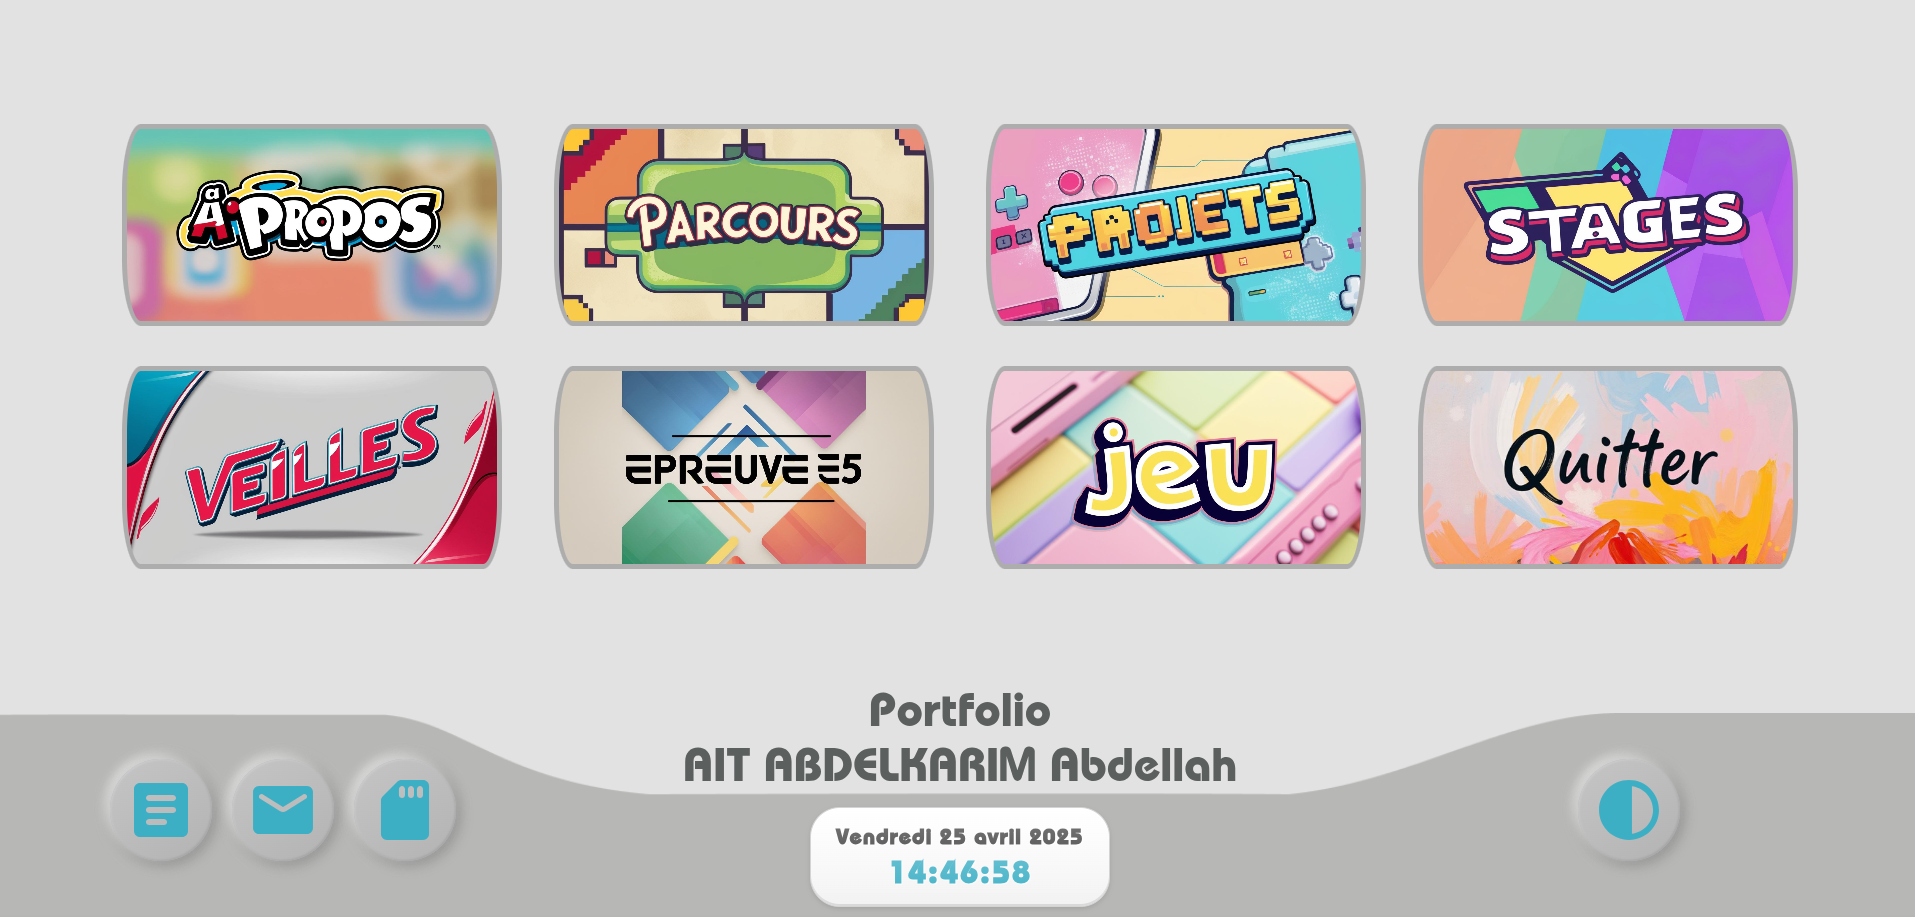 À PROPOS™
PARCOURS
PROJETS
STAGES
VEILLES
EPREUVE E5
jeu
Quitter
Portfolio
AIT ABDELKARIM Abdellah
Vendredi 25 avril 2025
14:46:58